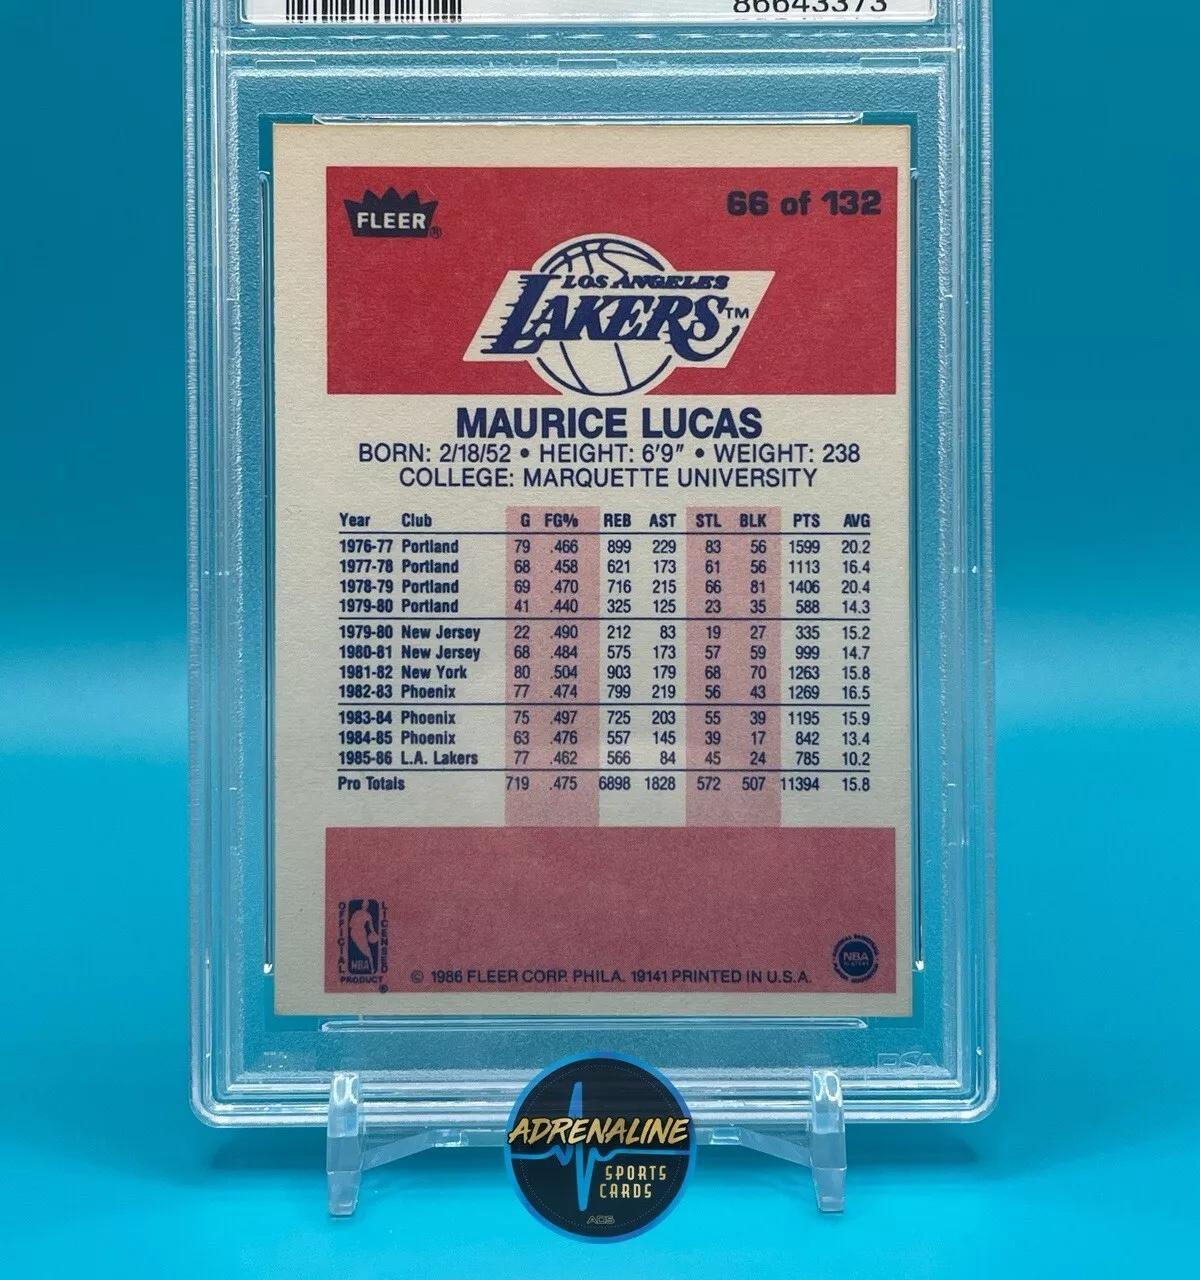 86643373
FLEER®
66 of 132
LOS ANGELES
LAKERS™
MAURICE LUCAS
BORN: 2/18/52 • HEIGHT: 6'9" • WEIGHT: 238
COLLEGE: MARQUETTE UNIVERSITY
Year Club G FG% REB AST STL BLK PTS AVG
1976-77 Portland 79 .466 899 229 83 56 1599 20.2
1977-78 Portland 68 .458 621 173 61 56 1113 16.4
1978-79 Portland 69 .470 716 215 66 81 1406 20.4
1979-80 Portland 41 .440 325 125 23 35 588 14.3
1979-80 New Jersey 22 .490 212 83 19 27 335 15.2
1980-81 New Jersey 68 .484 575 173 57 59 999 14.7
1981-82 New York 80 .504 903 179 68 70 1263 15.8
1982-83 Phoenix 77 .474 799 219 56 43 1269 16.5
1983-84 Phoenix 75 .497 725 203 55 39 1195 15.9
1984-85 Phoenix 63 .476 557 145 39 17 842 13.4
1985-86 L.A. Lakers 77 .462 566 84 45 24 785 10.2
Pro Totals 719 .475 6898 1828 572 507 11394 15.8
OFFICIAL
LICENSED
NBA
PRODUCT
®
© 1986 FLEER CORP. PHILA. 19141 PRINTED IN U.S.A.
NBA
PLAYERS
PSA
ADRENALINE
SPORTS
CARDS